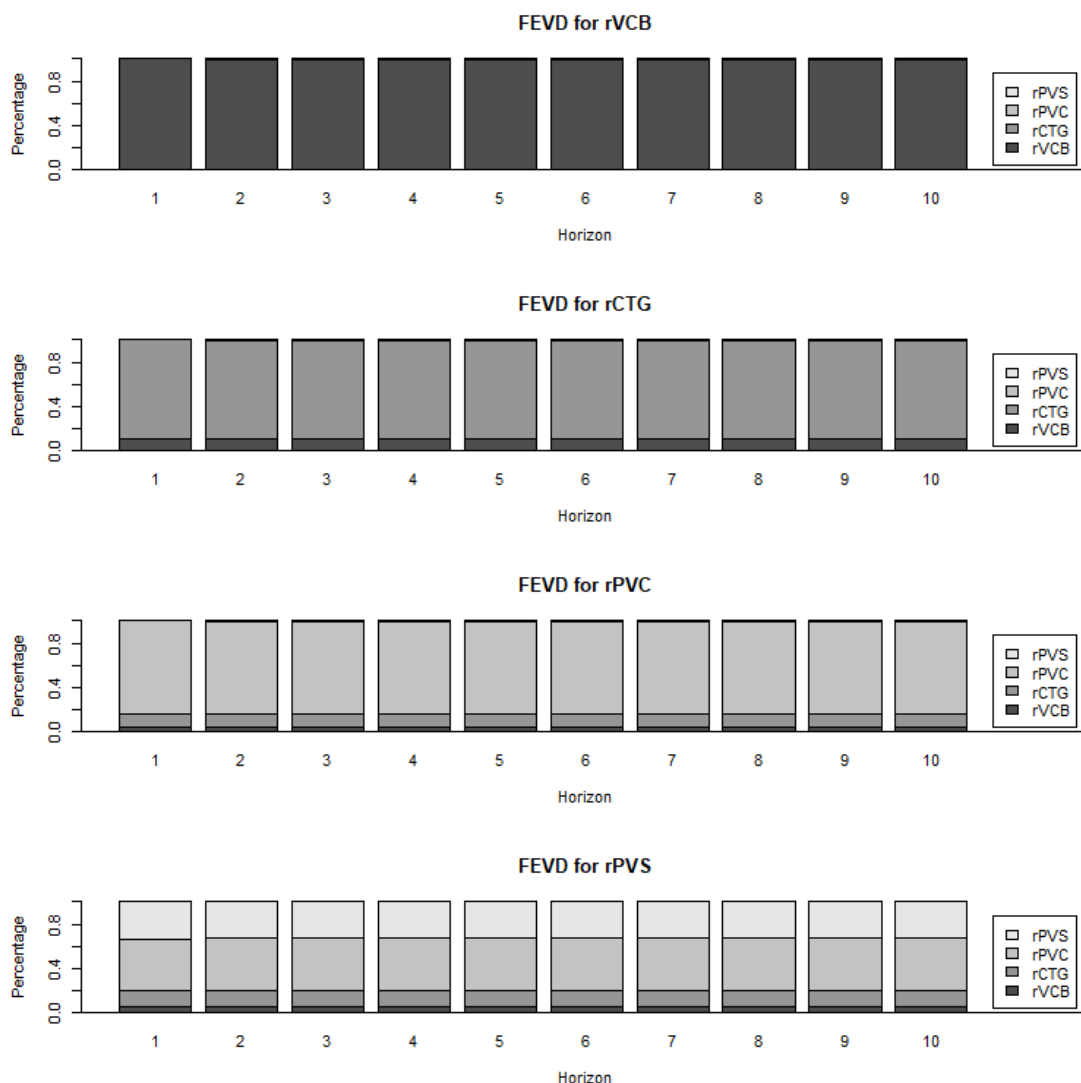 FEVD for rVCB
Percentage
0.0 0.4 0.8
rPVS
rPVC
rCTG
rVCB
1 2 3 4 5 6 7 8 9 10
Horizon
FEVD for rCTG
Percentage
0.0 0.4 0.8
rPVS
rPVC
rCTG
rVCB
1 2 3 4 5 6 7 8 9 10
Horizon
FEVD for rPVC
Percentage
0.0 0.4 0.8
rPVS
rPVC
rCTG
rVCB
1 2 3 4 5 6 7 8 9 10
Horizon
FEVD for rPVS
Percentage
0.0 0.4 0.8
rPVS
rPVC
rCTG
rVCB
1 2 3 4 5 6 7 8 9 10
Horizon